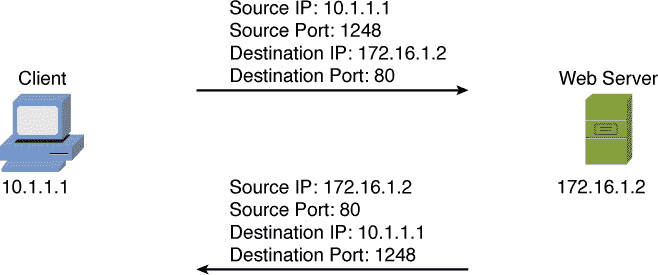 Source IP: 10.1.1.1
Source Port: 1248
Destination IP: 172.16.1.2
Destination Port: 80
Client
Web Server
10.1.1.1
172.16.1.2
Source IP: 172.16.1.2
Source Port: 80
Destination IP: 10.1.1.1
Destination Port: 1248